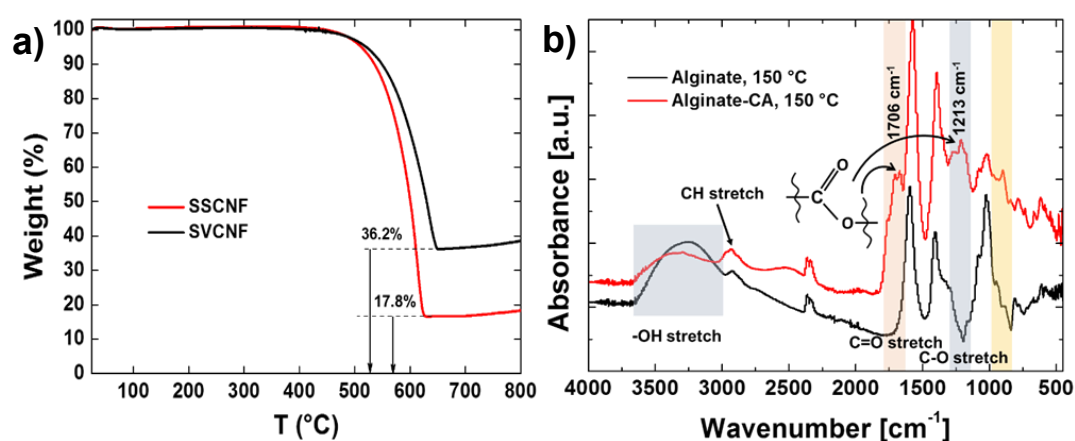 a)
Weight (%)
100
90
80
70
60
50
40
30
20
10
0
SSCNF
SVCNF
36.2%
17.8%
100 200 300 400 500 600 700 800
T (°C)
b)
Absorbance [a.u.]
Alginate, 150 °C
Alginate-CA, 150 °C
1706 cm⁻¹
1213 cm⁻¹
O
C
O
CH stretch
-OH stretch
C=O stretch
C-O stretch
4000 3500 3000 2500 2000 1500 1000 500
Wavenumber [cm⁻¹]